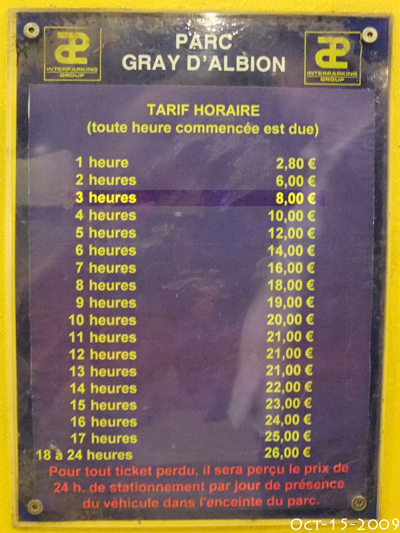 INTERPARKING
GROUP
PARC
GRAY D'ALBION
INTERPARKING
GROUP
TARIF HORAIRE
(toute heure commencée est due)
1 heure 2,80 €
2 heures 6,00 €
3 heures 8,00 €
4 heures 10,00 €
5 heures 12,00 €
6 heures 14,00 €
7 heures 16,00 €
8 heures 18,00 €
9 heures 19,00 €
10 heures 20,00 €
11 heures 21,00 €
12 heures 21,00 €
13 heures 21,00 €
14 heures 22,00 €
15 heures 23,00 €
16 heures 24,00 €
17 heures 25,00 €
18 à 24 heures 26,00 €
Pour tout ticket perdu, il sera perçu le prix de
24 h. de stationnement par jour de présence
du véhicule dans l'enceinte du parc.
Oct-15-2009